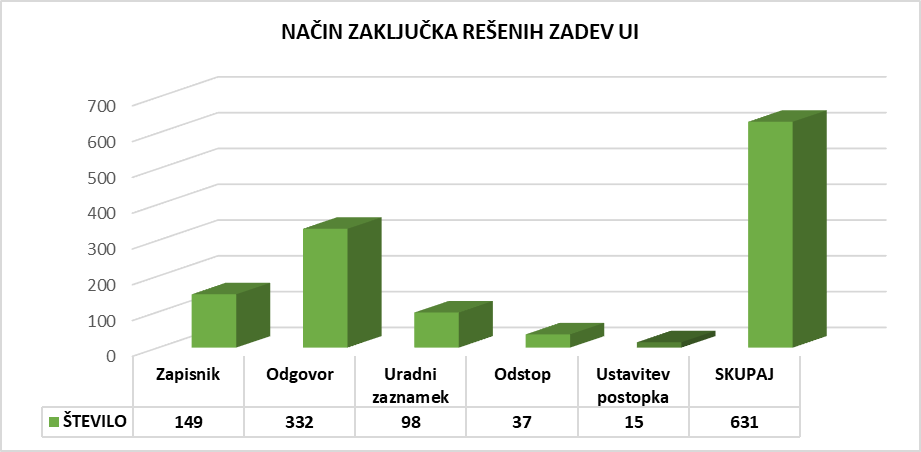 NAČIN ZAKLJUČKA REŠENIH ZADEV UI
700
600
500
400
300
200
100
0
Zapisnik Odgovor Uradni zaznamek Odstop Ustavitev postopka SKUPAJ
ŠTEVILO 149 332 98 37 15 631